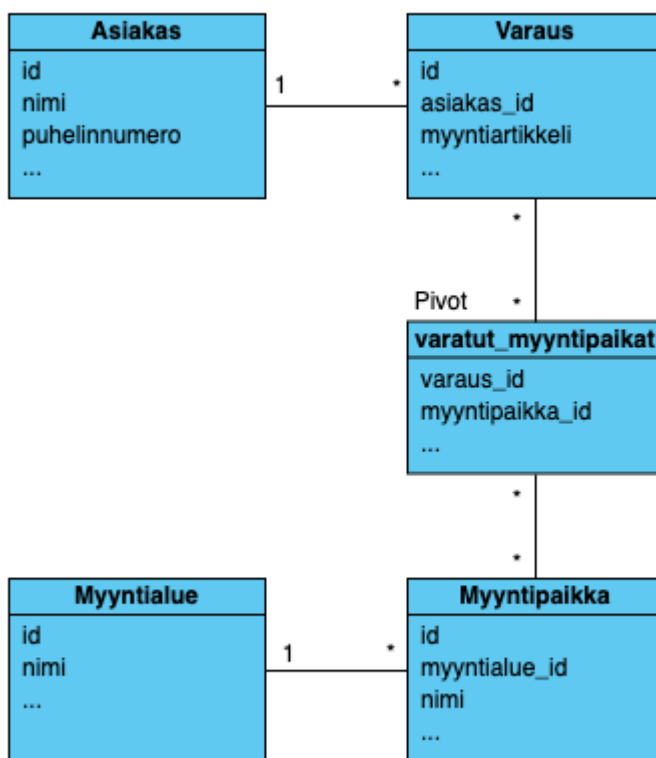 Asiakas
id
nimi
puhelinnumero
...
1
*
Varaus
id
asiakas_id
myyntiartikkeli
...
*
Pivot
*
varatut_myyntipaikat
varaus_id
myyntipaikka_id
...
*
*
Myyntialue
id
nimi
...
1
*
Myyntipaikka
id
myyntialue_id
nimi
...